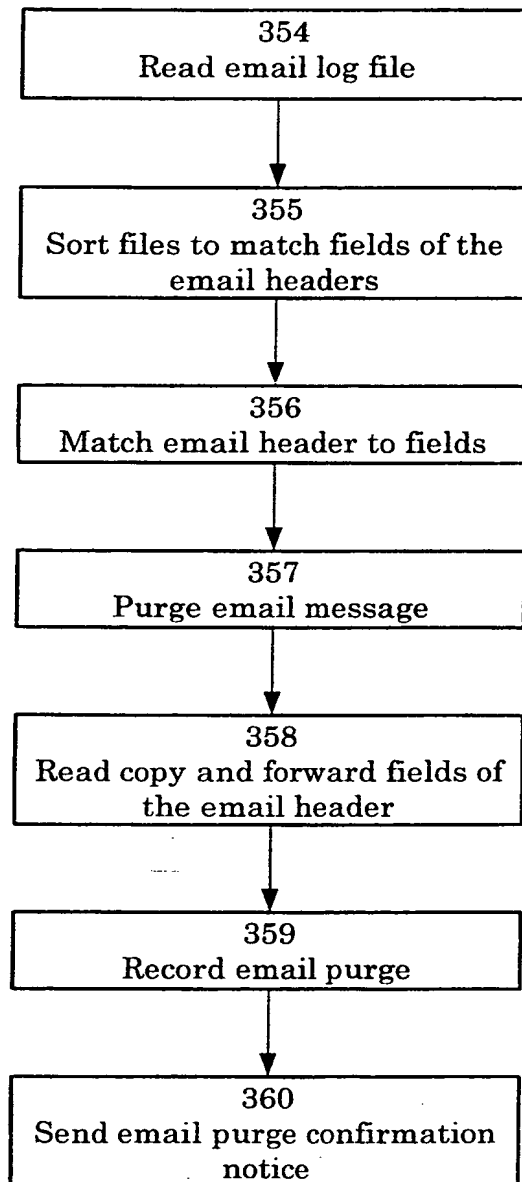 354
Read email log file
355
Sort files to match fields of the
email headers
356
Match email header to fields
357
Purge email message
358
Read copy and forward fields of
the email header
359
Record email purge
360
Send email purge confirmation
notice